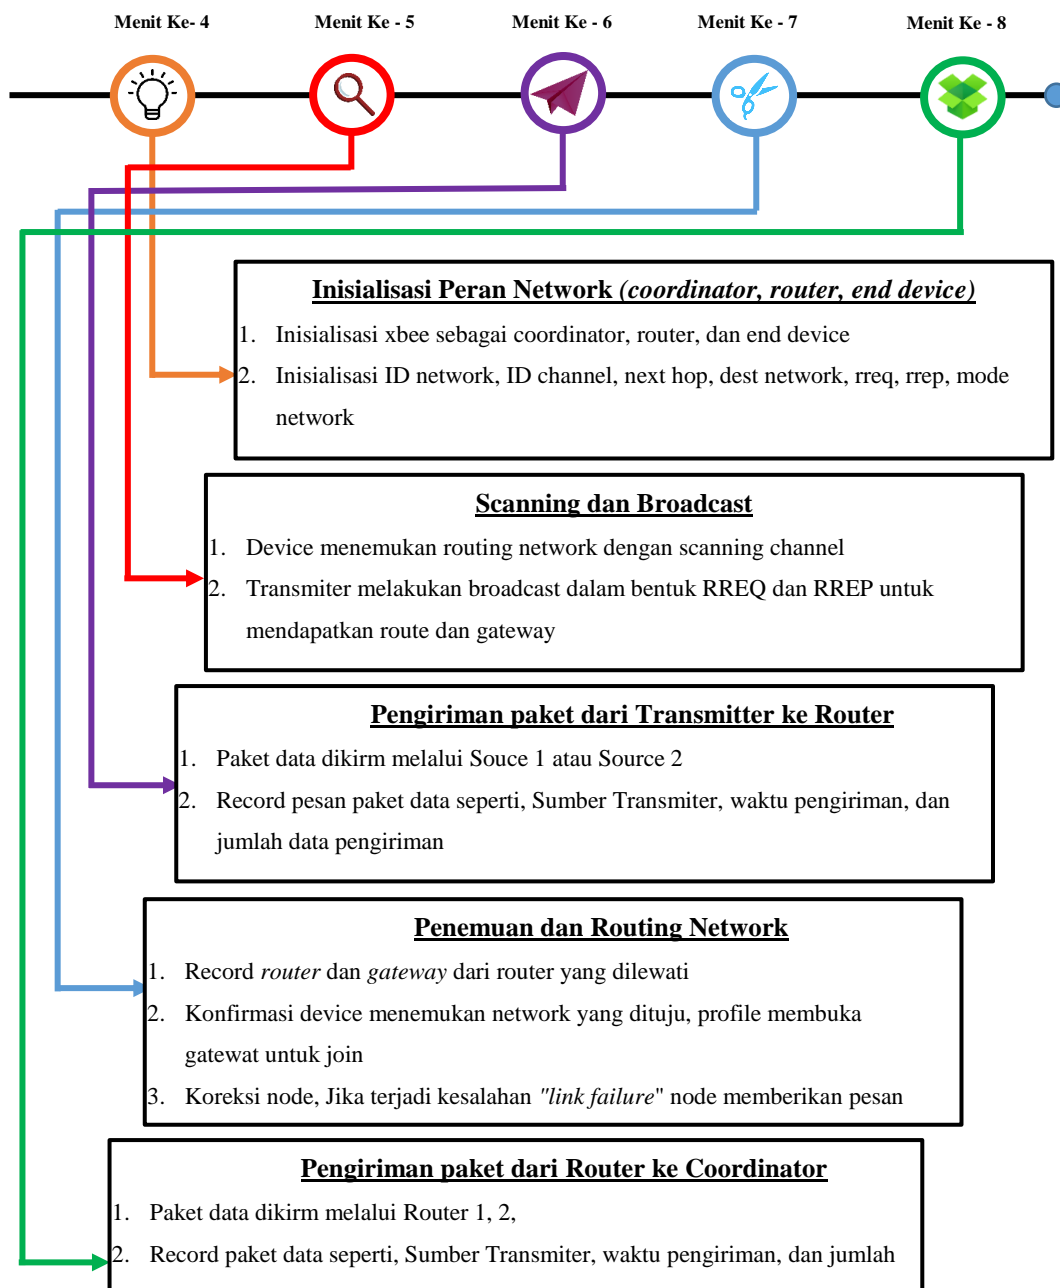 Menit Ke- 4
Menit Ke - 5
Menit Ke - 6
Menit Ke - 7
Menit Ke - 8
Inisialisasi Peran Network (coordinator, router, end device)
1. Inisialisasi xbee sebagai coordinator, router, dan end device
2. Inisialisasi ID network, ID channel, next hop, dest network, rreq, rrep, mode
network
Scanning dan Broadcast
1. Device menemukan routing network dengan scanning channel
2. Transmiter melakukan broadcast dalam bentuk RREQ dan RREP untuk
mendapatkan route dan gateway
Pengiriman paket dari Transmitter ke Router
1. Paket data dikirm melalui Souce 1 atau Source 2
2. Record pesan paket data seperti, Sumber Transmiter, waktu pengiriman, dan
jumlah data pengiriman
Penemuan dan Routing Network
1. Record router dan gateway dari router yang dilewati
2. Konfirmasi device menemukan network yang dituju, profile membuka
gatewat untuk join
3. Koreksi node, Jika terjadi kesalahan "link failure" node memberikan pesan
Pengiriman paket dari Router ke Coordinator
1. Paket data dikirm melalui Router 1, 2,
2. Record paket data seperti, Sumber Transmiter, waktu pengiriman, dan jumlah